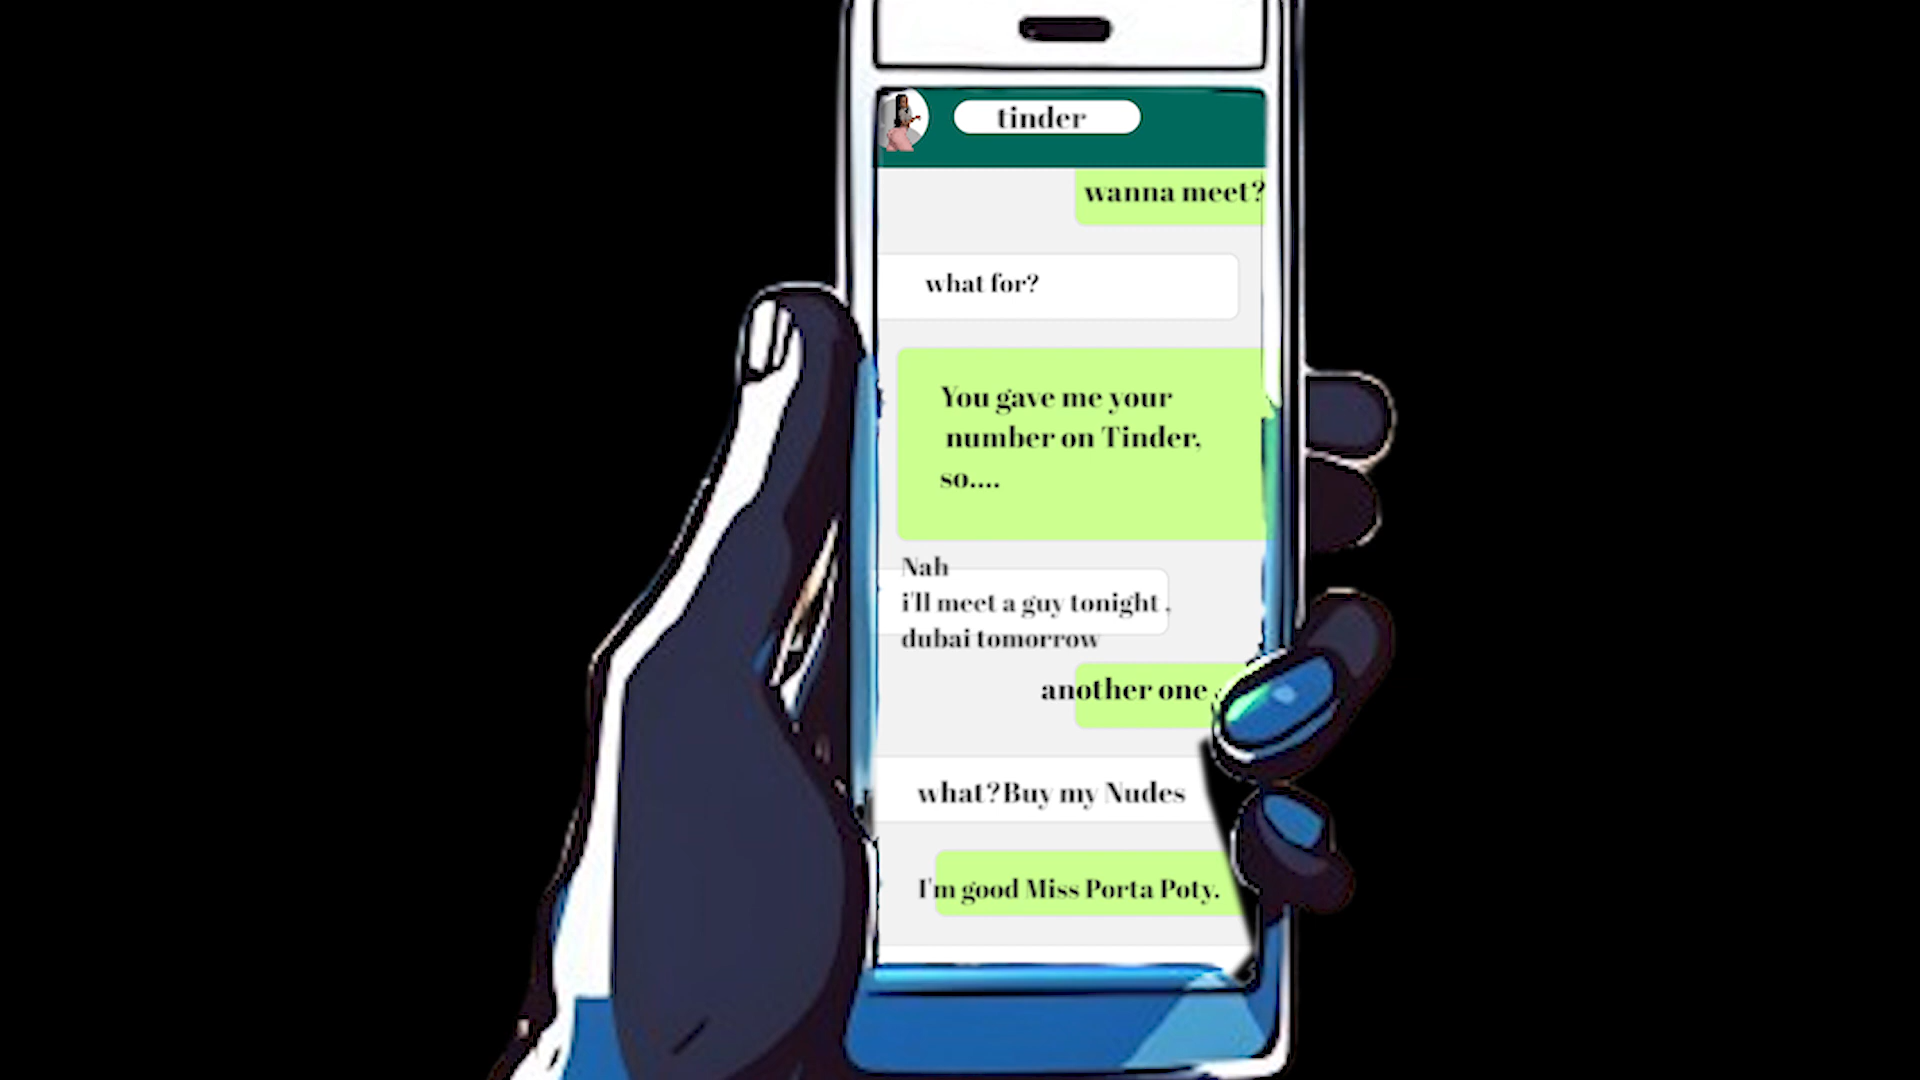 tinder
wanna meet?
what for?
You gave me your
number on Tinder,
so....
Nah
i'll meet a guy tonight .
dubai tomorrow
another one
what?Buy my Nudes
I'm good Miss Porta Poty.